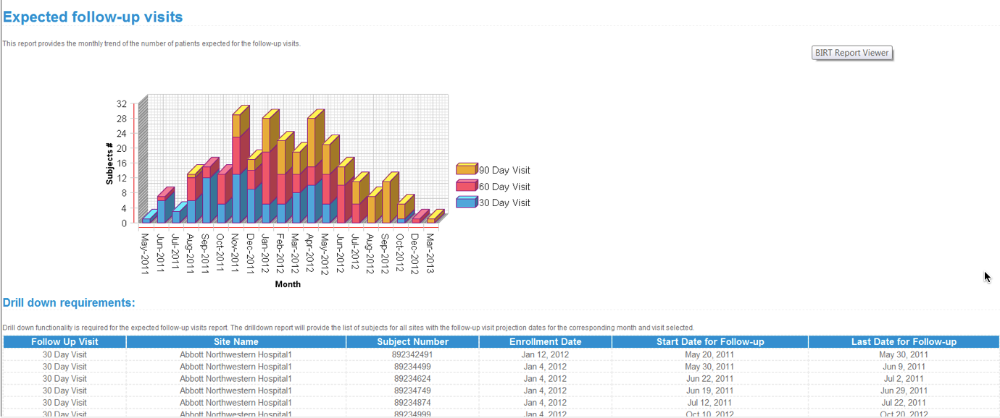 Expected follow-up visits
This report provides the monthly trend of the number of patients expected for the follow-up visits.
BIRT Report Viewer
32
28
24
20
16
12
8
4
0
Subjects #
90 Day Visit
60 Day Visit
30 Day Visit
May-2011
Jun-2011
Jul-2011
Aug-2011
Sep-2011
Oct-2011
Nov-2011
Dec-2011
Jan-2012
Feb-2012
Mar-2012
Apr-2012
May-2012
Jun-2012
Jul-2012
Aug-2012
Sep-2012
Oct-2012
Dec-2012
Mar-2013
Month
Drill down requirements:
Drill down functionality is required for the expected follow-up visits report. The drilldown report will provide the list of subjects for all sites with the follow-up visit projection dates for the corresponding month and visit selected.
Follow Up Visit Site Name Subject Number Enrollment Date Start Date for Follow-up Last Date for Follow-up
30 Day Visit Abbott Northwestern Hospital1 892342491 Jan 12, 2012 May 20, 2011 May 30, 2011
30 Day Visit Abbott Northwestern Hospital1 89234499 Jan 4, 2012 May 30, 2011 Jun 9, 2011
30 Day Visit Abbott Northwestern Hospital1 89234624 Jan 4, 2012 Jun 22, 2011 Jul 2, 2011
30 Day Visit Abbott Northwestern Hospital1 89234749 Jan 4, 2012 Jun 19, 2011 Jun 29, 2011
30 Day Visit Abbott Northwestern Hospital1 89234874 Jan 4, 2012 Jul 12, 2011 Jul 22, 2011
30 Day Visit Abbott Northwestern Hospital1 89234999 Jan 4, 2012 Oct 10, 2012 Oct 20, 2012